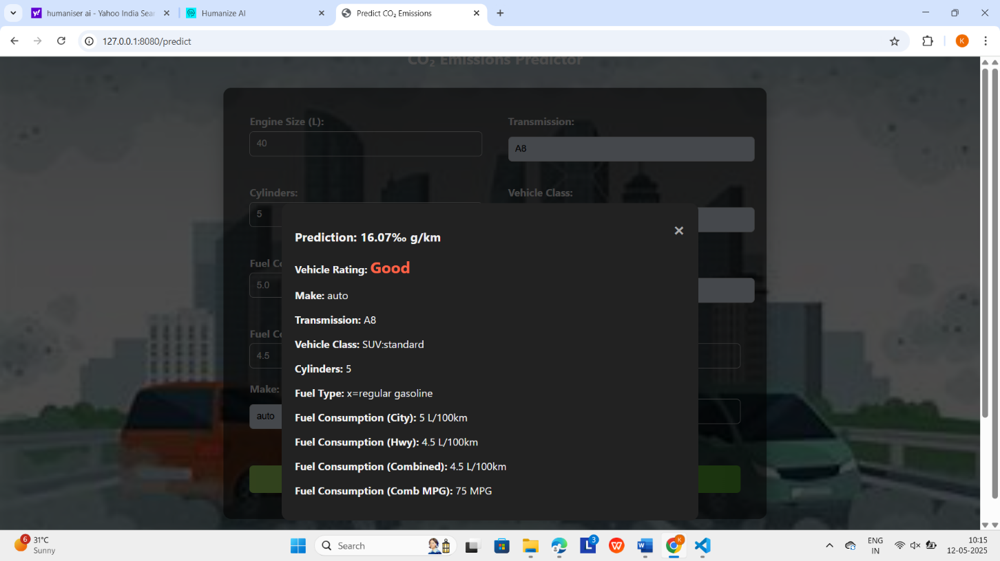 humaniser ai - Yahoo India Sear
Humanize AI
Predict CO₂ Emissions
127.0.0.1:8080/predict
K
CO₂ Emissions Predictor
Engine Size (L):
Transmission:
40
A8
Cylinders:
Vehicle Class:
5
Prediction: 16.07‰ g/km
Vehicle Rating: Good
Fuel Co
5.0
Make: auto
Transmission: A8
Fuel Co
Vehicle Class: SUV:standard
4.5
Cylinders: 5
Make:
Fuel Type: x=regular gasoline
auto
Fuel Consumption (City): 5 L/100km
Fuel Consumption (Hwy): 4.5 L/100km
Fuel Consumption (Combined): 4.5 L/100km
Fuel Consumption (Comb MPG): 75 MPG
6
31°C
Sunny
Search
L
3
W
W
K
ENG
IN
10:15
12-05-2025